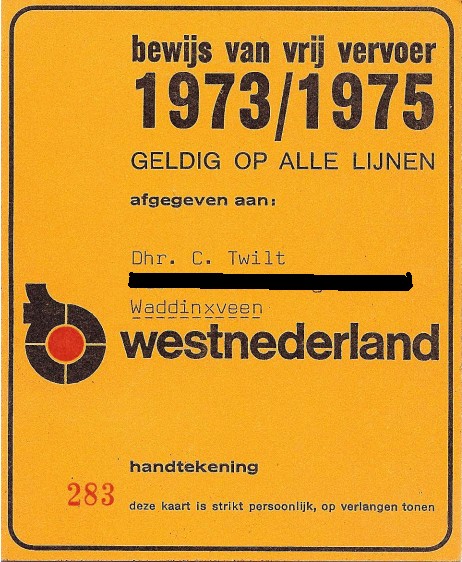 bewijs van vrij vervoer
1973/1975
GELDIG OP ALLE LIJNEN
afgegeven aan:
Dhr. C. Twilt
Waddinxveen
westnederland
handtekening
283
deze kaart is strikt persoonlijk, op verlangen tonen